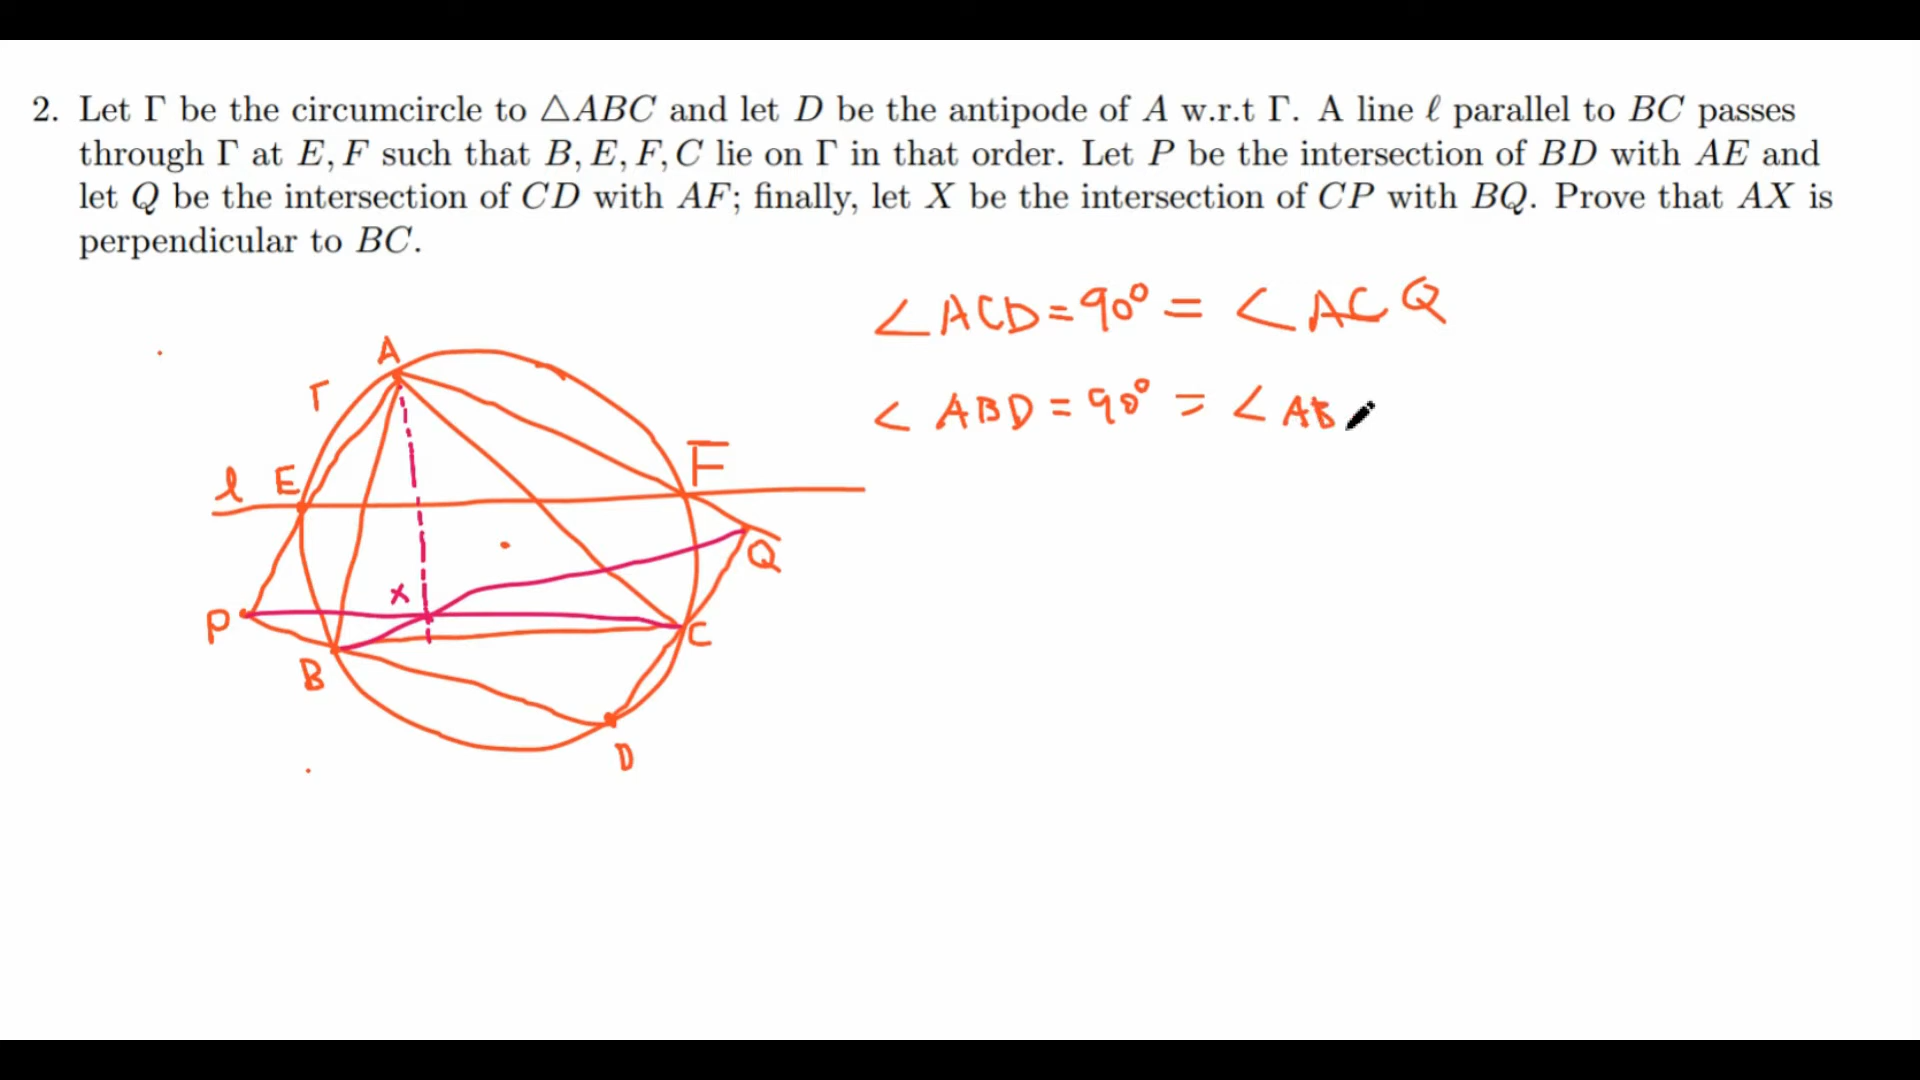 2. Let Γ be the circumcircle to △ABC and let D be the antipode of A w.r.t Γ. A line ℓ parallel to BC passes
through Γ at E, F such that B, E, F, C lie on Γ in that order. Let P be the intersection of BD with AE and
let Q be the intersection of CD with AF; finally, let X be the intersection of CP with BQ. Prove that AX is
perpendicular to BC.
∠ACD = 90° = ∠ACQ
∠ABD = 90° = ∠AB
A
Γ
F
ℓ E
Q
X
P
C
B
D